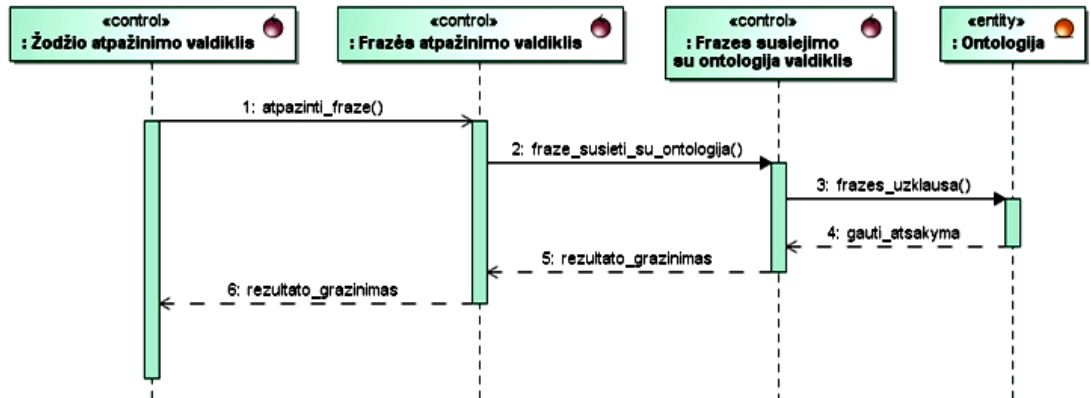 «control»
: Žodžio atpažinimo valdiklis
«control»
: Frazės atpažinimo valdiklis
«control»
: Frazes susiejimo
su ontologija valdiklis
«entity»
: Ontologija
1: atpazinti_fraze()
2: fraze_susieti_su_ontologija()
3: frazes_uzklausa()
4: gauti_atsakyma
5: rezultato_grazinimas
6: rezultato_grazinimas